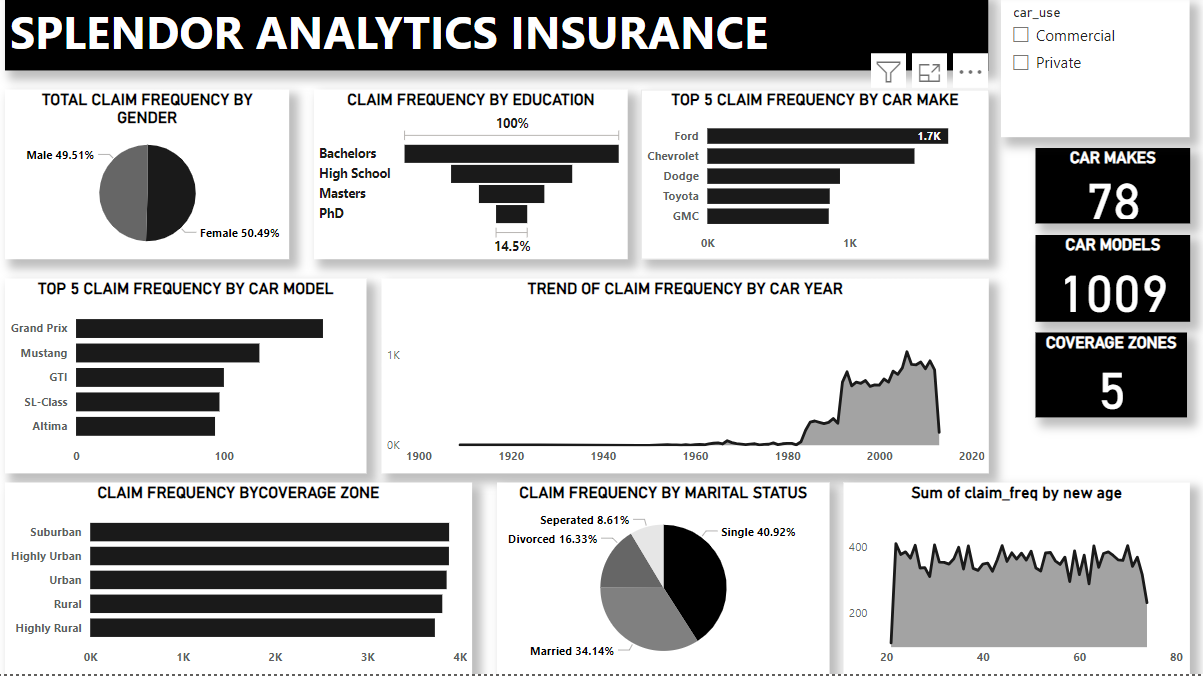 SPLENDOR ANALYTICS INSURANCE
car_use
Commercial
Private
TOTAL CLAIM FREQUENCY BY
GENDER
Male 49.51%
Female 50.49%
CLAIM FREQUENCY BY EDUCATION
100%
Bachelors
High School
Masters
PhD
14.5%
TOP 5 CLAIM FREQUENCY BY CAR MAKE
Ford
1.7K
Chevrolet
Dodge
Toyota
GMC
0K 1K
CAR MAKES
78
CAR MODELS
1009
COVERAGE ZONES
5
TOP 5 CLAIM FREQUENCY BY CAR MODEL
Grand Prix
Mustang
GTI
SL-Class
Altima
0 100
TREND OF CLAIM FREQUENCY BY CAR YEAR
1K
0K
1900 1920 1940 1960 1980 2000 2020
CLAIM FREQUENCY BYCOVERAGE ZONE
Suburban
Highly Urban
Urban
Rural
Highly Rural
0K 1K 2K 3K 4K
CLAIM FREQUENCY BY MARITAL STATUS
Seperated 8.61%
Divorced 16.33%
Single 40.92%
Married 34.14%
Sum of claim_freq by new age
400
200
20 40 60 80